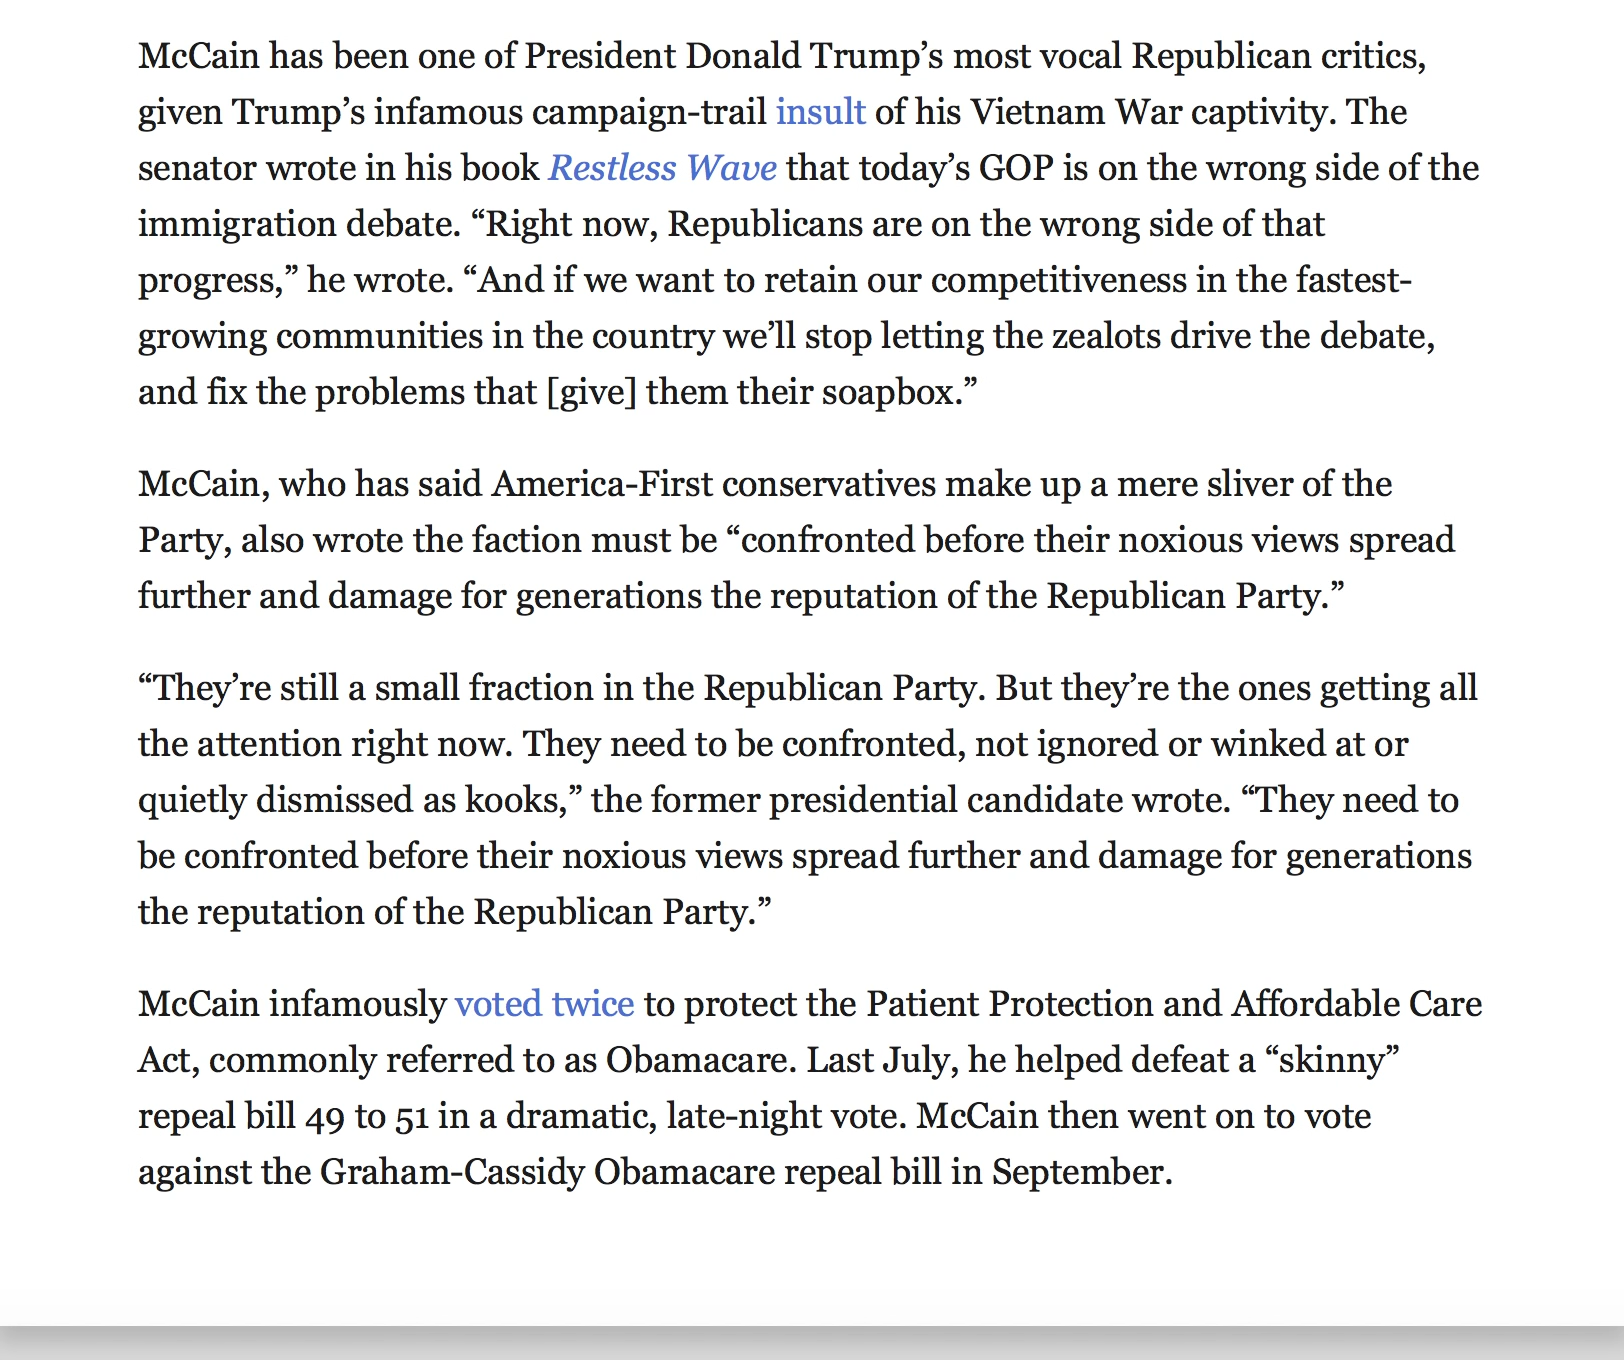 McCain has been one of President Donald Trump’s most vocal Republican critics,
given Trump’s infamous campaign-trail insult of his Vietnam War captivity. The
senator wrote in his book Restless Wave that today’s GOP is on the wrong side of the
immigration debate. “Right now, Republicans are on the wrong side of that
progress,” he wrote. “And if we want to retain our competitiveness in the fastest-
growing communities in the country we’ll stop letting the zealots drive the debate,
and fix the problems that [give] them their soapbox.”
McCain, who has said America-First conservatives make up a mere sliver of the
Party, also wrote the faction must be “confronted before their noxious views spread
further and damage for generations the reputation of the Republican Party.”
“They’re still a small fraction in the Republican Party. But they’re the ones getting all
the attention right now. They need to be confronted, not ignored or winked at or
quietly dismissed as kooks,” the former presidential candidate wrote. “They need to
be confronted before their noxious views spread further and damage for generations
the reputation of the Republican Party.”
McCain infamously voted twice to protect the Patient Protection and Affordable Care
Act, commonly referred to as Obamacare. Last July, he helped defeat a “skinny”
repeal bill 49 to 51 in a dramatic, late-night vote. McCain then went on to vote
against the Graham-Cassidy Obamacare repeal bill in September.